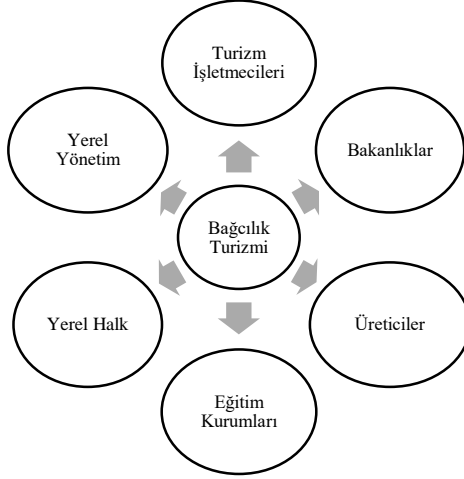 Turizm
İşletmecileri
Yerel
Yönetim
Bakanlıklar
Bağcılık
Turizmi
Yerel Halk
Üreticiler
Eğitim
Kurumları